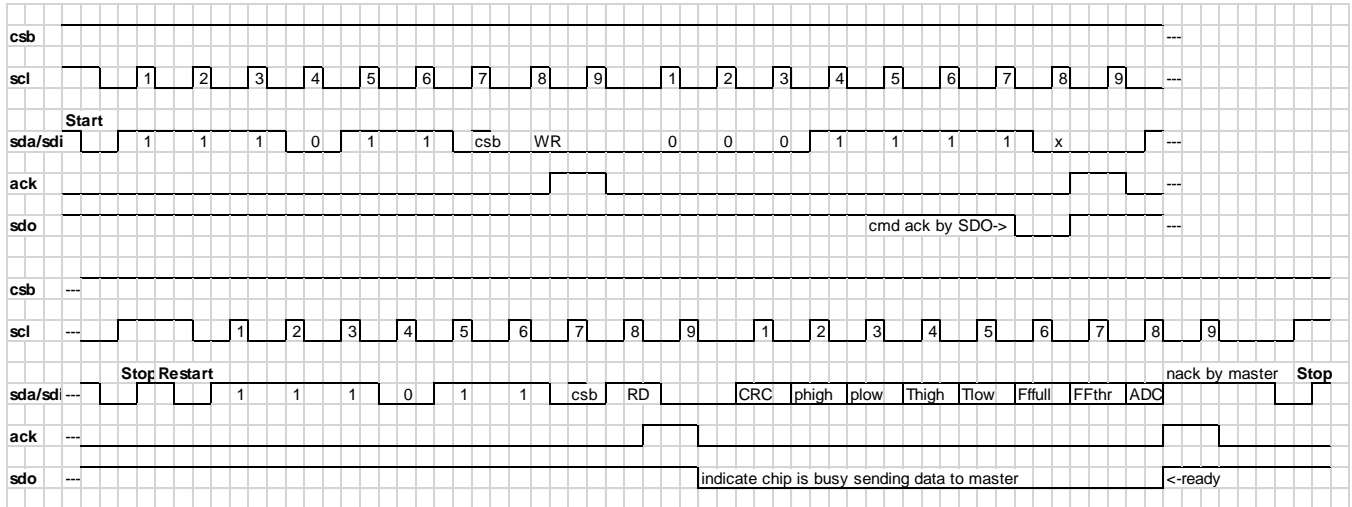 csb ---
scl 1 2 3 4 5 6 7 8 9 1 2 3 4 5 6 7 8 9 ---
Start
sda/sdi 1 1 1 0 1 1 csb WR 0 0 0 1 1 1 1 x ---
ack ---
sdo cmd ack by SDO-> ---
csb ---
scl --- 1 2 3 4 5 6 7 8 9 1 2 3 4 5 6 7 8 9
Stop Restart nack by master Stop
sda/sdi --- 1 1 1 0 1 1 csb RD CRC phigh plow Thigh Tlow Fffull FFthr ADC
ack ---
sdo --- indicate chip is busy sending data to master <-ready